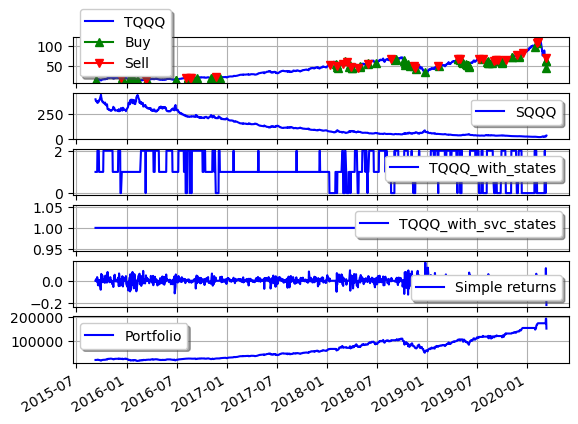 TQQQ
Buy
Sell
100
50
SQQQ
250
0
TQQQ_with_states
2
0
TQQQ_with_svc_states
1.05
1.00
0.95
Simple returns
0.0
−0.2
Portfolio
200000
100000
2015-07
2016-01
2016-07
2017-01
2017-07
2018-01
2018-07
2019-01
2019-07
2020-01